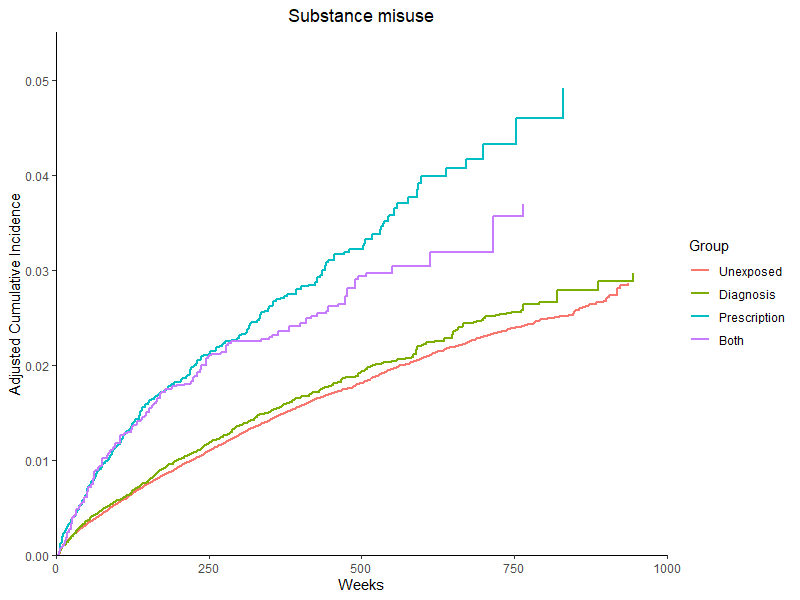 Substance misuse
Adjusted Cumulative Incidence
0.05
0.04
0.03
0.02
0.01
0.00
0
250
500
750
1000
Weeks
Group
Unexposed
Diagnosis
Prescription
Both